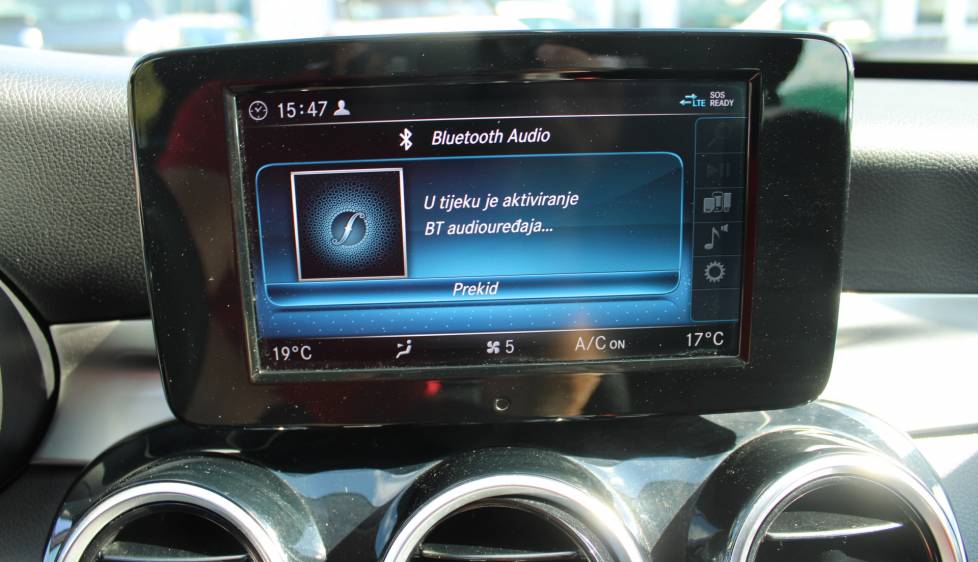 15:47
LTE
SOS
READY
Bluetooth Audio
U tijeku je aktiviranje
BT audiouređaja...
Prekid
19°C
5
A/C ON
17°C